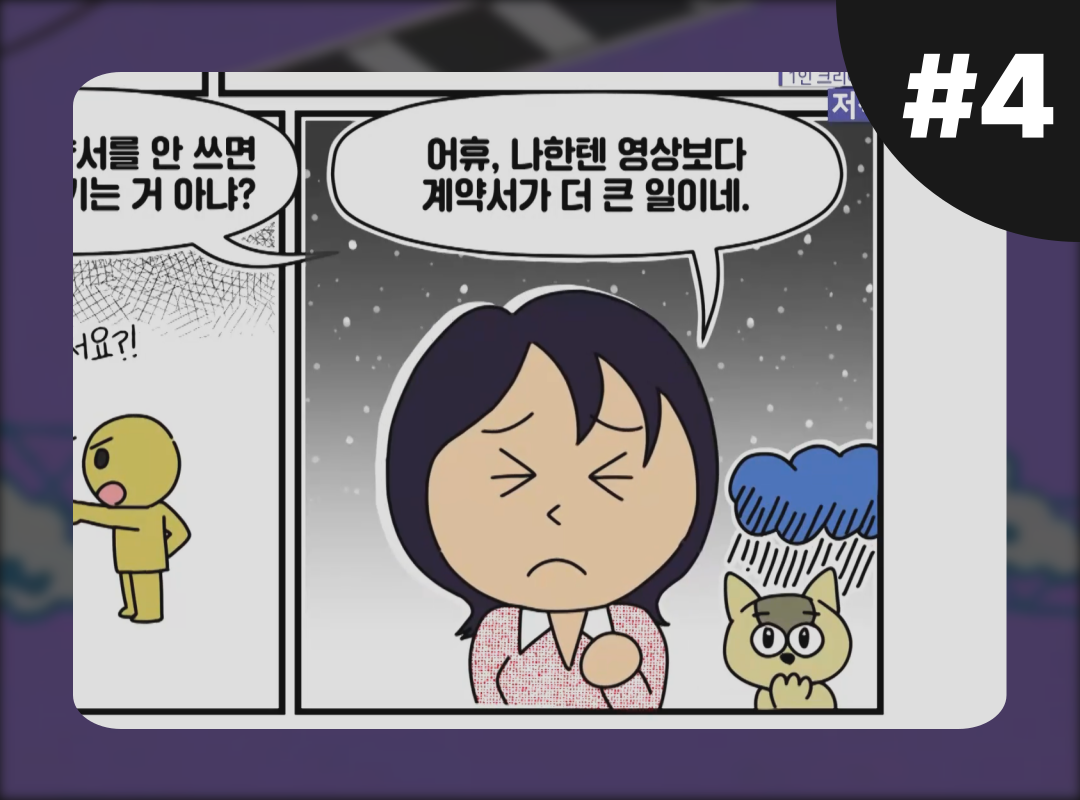 #4
1인 크리
저
서를 안 쓰면
기는 거 아냐?
어휴, 나한텐 영상보다
계약서가 더 큰 일이네.
서요?!